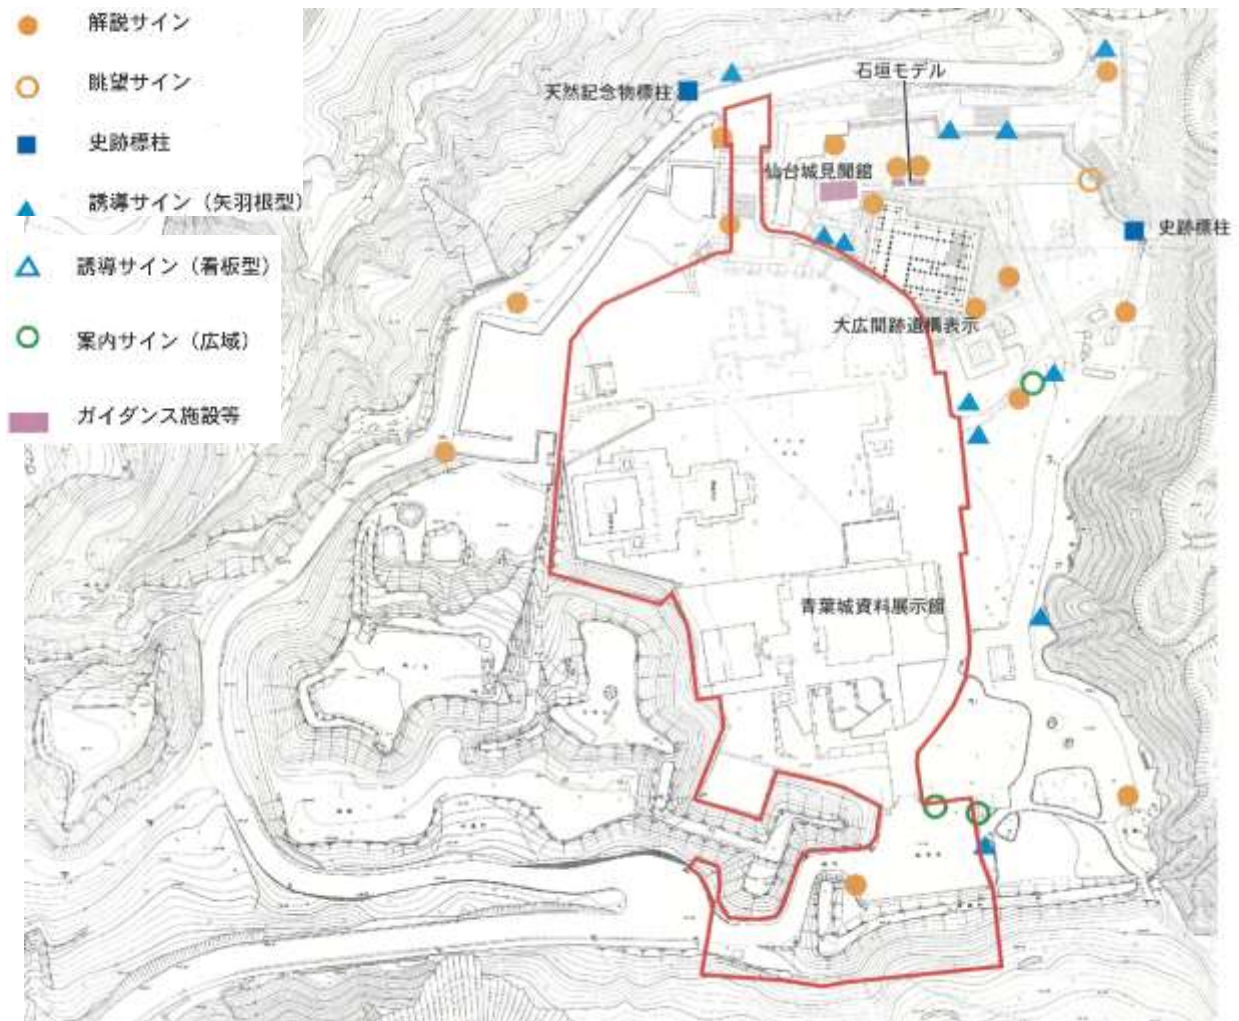 解説サイン
眺望サイン
史跡標柱
誘導サイン（矢羽根型）
誘導サイン（看板型）
案内サイン（広域）
ガイダンス施設等
天然記念物標柱
石垣モデル
仙台城見聞館
史跡標柱
大広間跡遺構表示
青葉城資料展示館